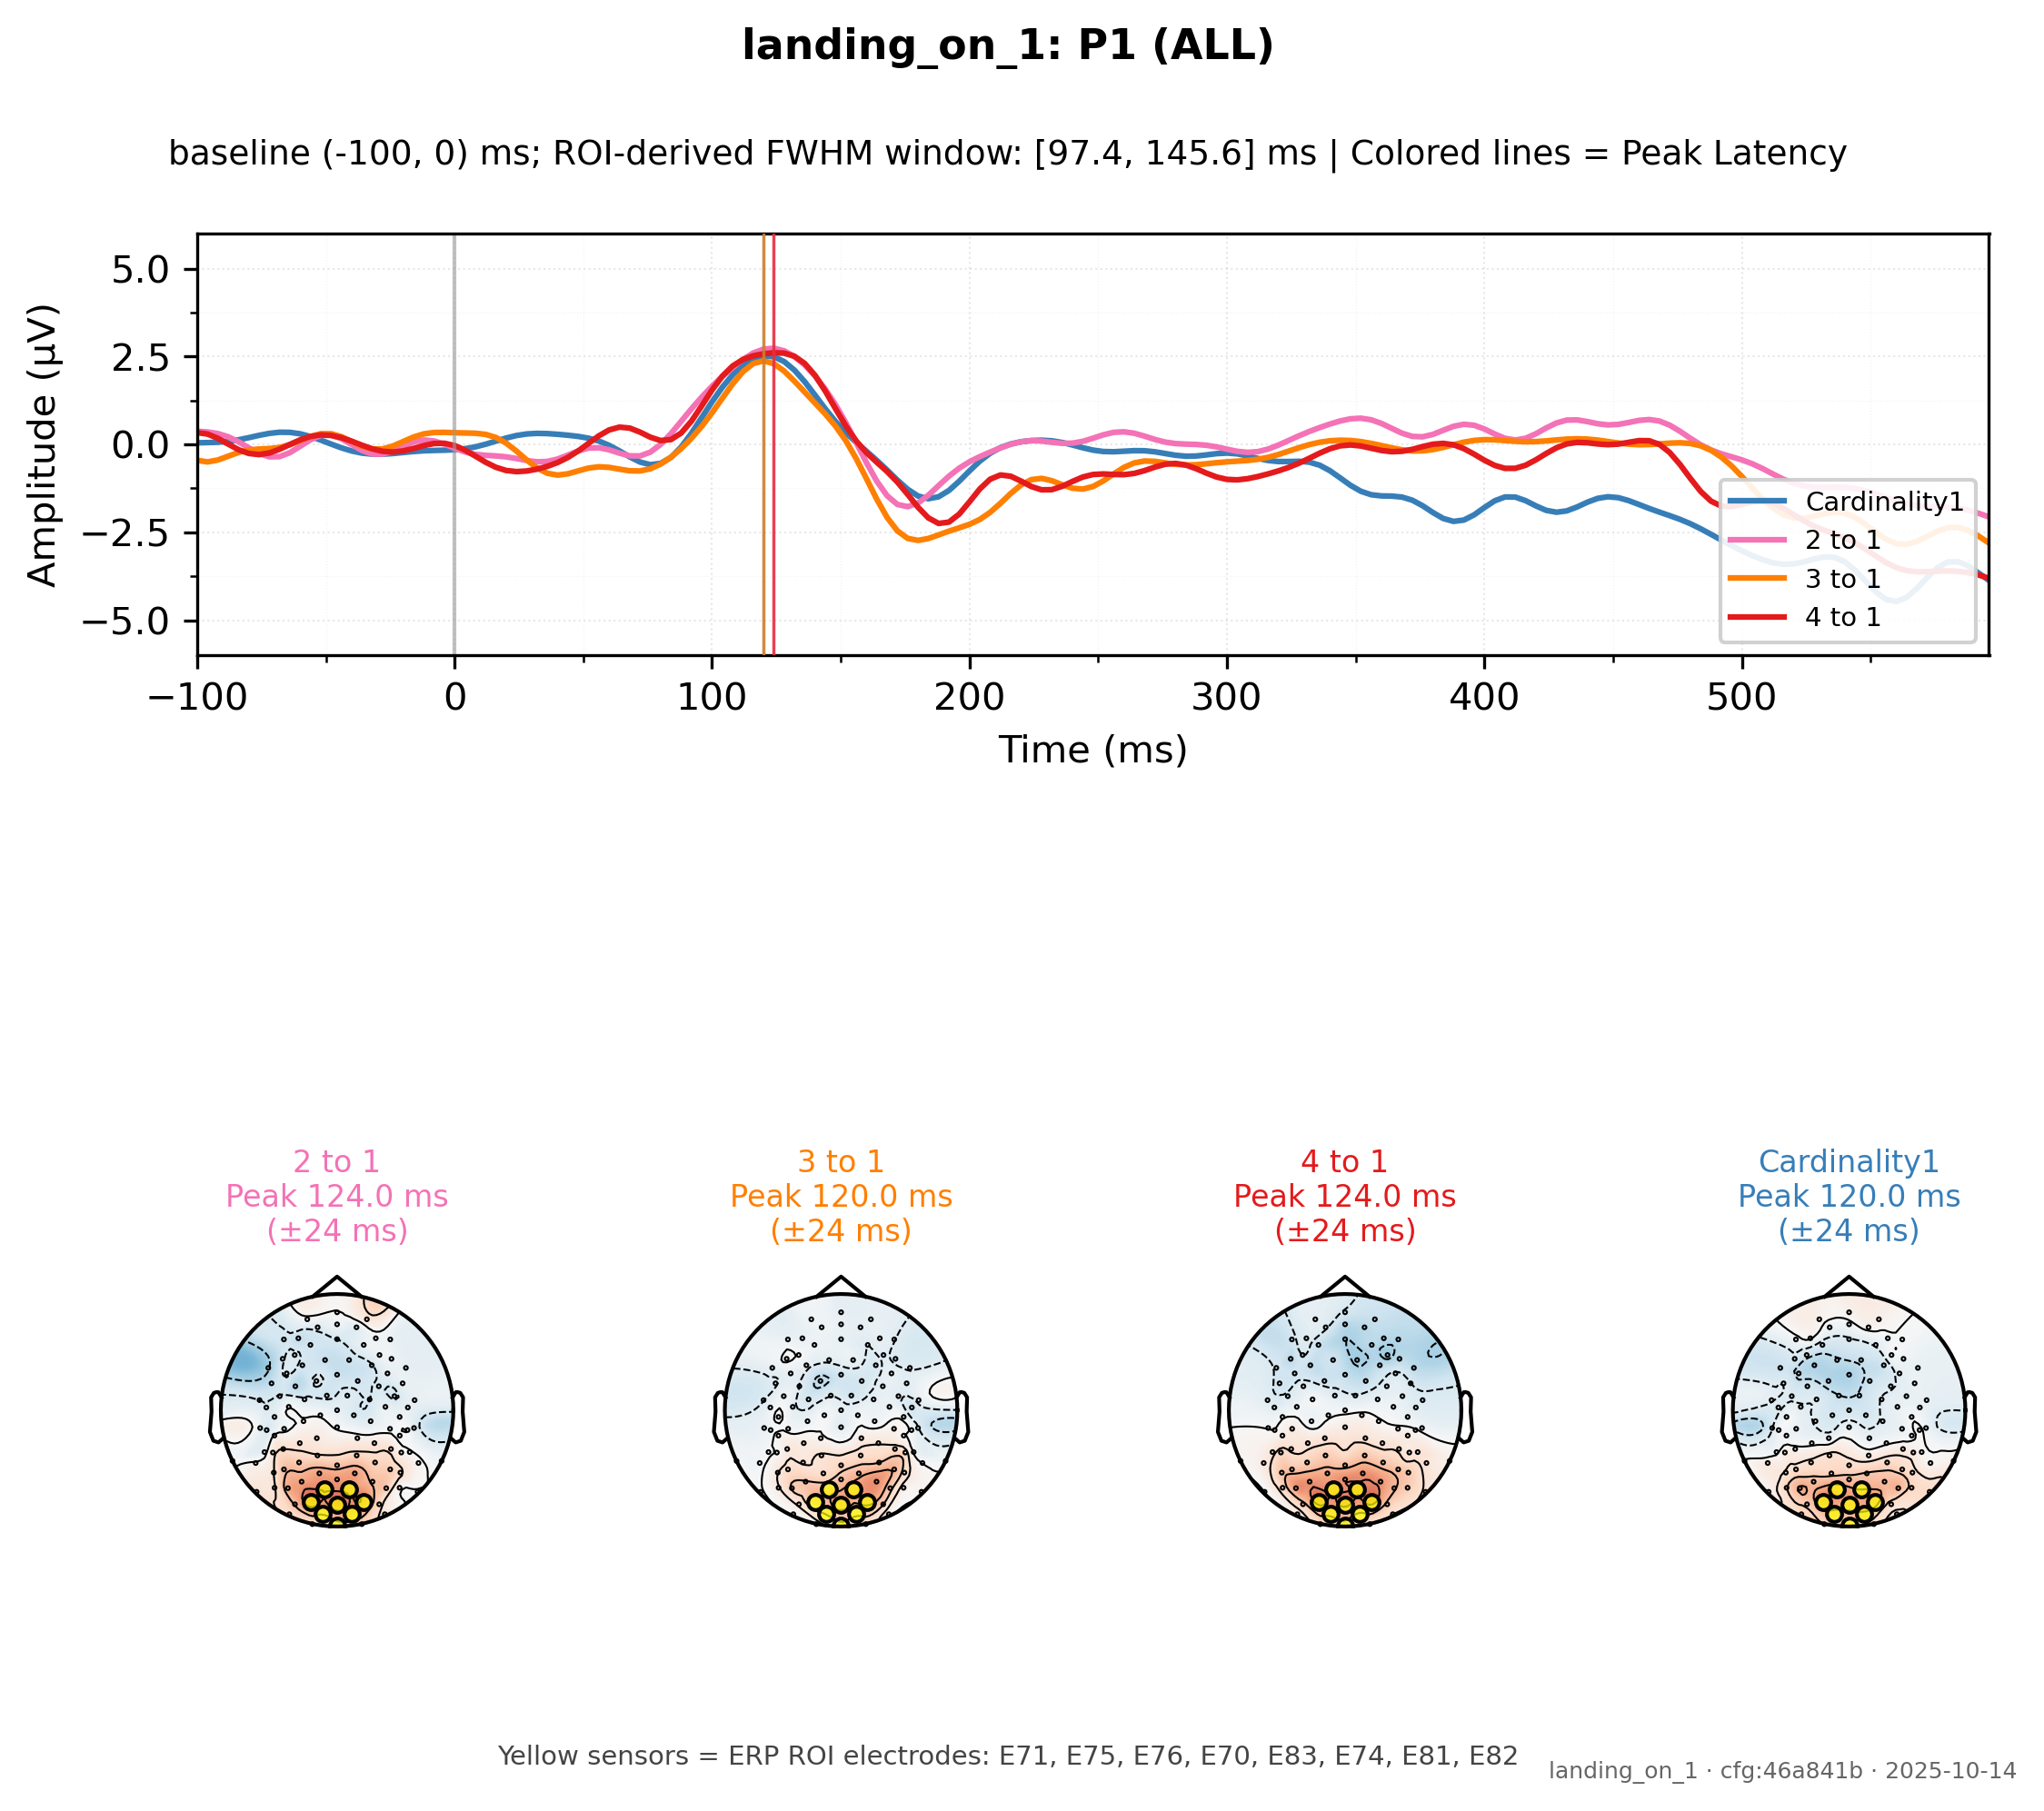 landing_on_1: P1 (ALL)
baseline (-100, 0) ms; ROI-derived FWHM window: [97.4, 145.6] ms | Colored lines = Peak Latency
Amplitude (µV)
5.0
2.5
0.0
−2.5
−5.0
Cardinality1
2 to 1
3 to 1
4 to 1
−100
0
100
200
300
400
500
Time (ms)
2 to 1
Peak 124.0 ms
(±24 ms)
3 to 1
Peak 120.0 ms
(±24 ms)
4 to 1
Peak 124.0 ms
(±24 ms)
Cardinality1
Peak 120.0 ms
(±24 ms)
Yellow sensors = ERP ROI electrodes: E71, E75, E76, E70, E83, E74, E81, E82
landing_on_1 · cfg:46a841b · 2025-10-14